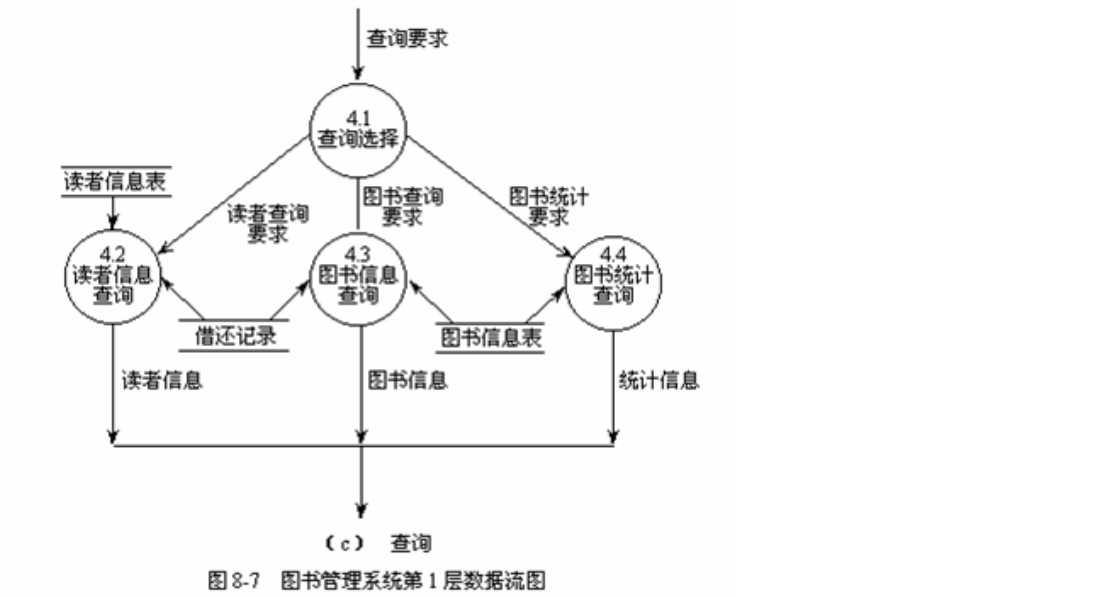 查询要求
4.1
查询选择
读者信息表
读者查询
要求
图书查询
要求
图书统计
要求
4.2
读者信息
查询
4.3
图书信息
查询
4.4
图书统计
查询
借还记录
图书信息表
读者信息
图书信息
统计信息
(c) 查询
图8-7 图书管理系统第1层数据流图